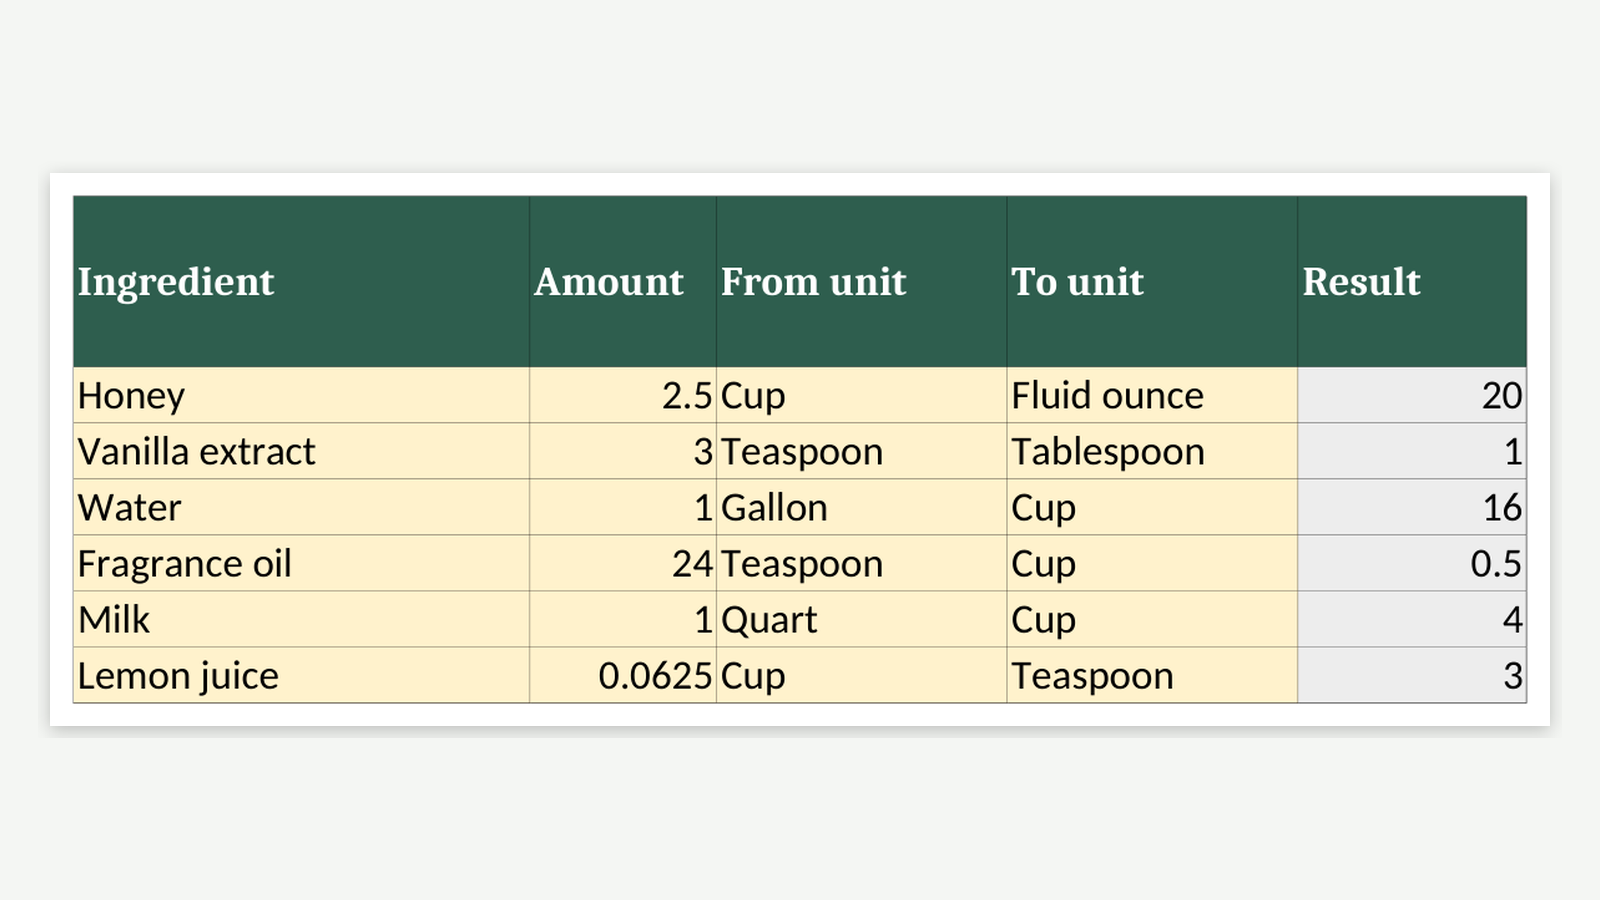 Ingredient Amount From unit To unit Result
Honey 2.5 Cup Fluid ounce 20
Vanilla extract 3 Teaspoon Tablespoon 1
Water 1 Gallon Cup 16
Fragrance oil 24 Teaspoon Cup 0.5
Milk 1 Quart Cup 4
Lemon juice 0.0625 Cup Teaspoon 3